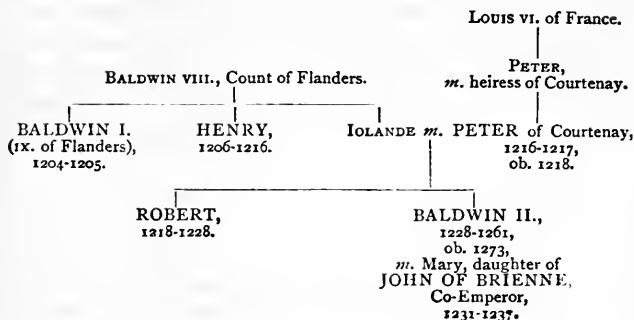 Louis VI. of France.
PETER,
m. heiress of Courtenay.
BALDWIN VIII., Count of Flanders.
BALDWIN I.
(IX. of Flanders),
1204-1205.
HENRY,
1206-1216.
IOLANDE m. PETER of Courtenay,
1216-1217,
ob. 1218.
ROBERT,
1218-1228.
BALDWIN II.,
1228-1261,
ob. 1273,
m. Mary, daughter of
JOHN OF BRIENNE,
Co-Emperor,
1231-1237.